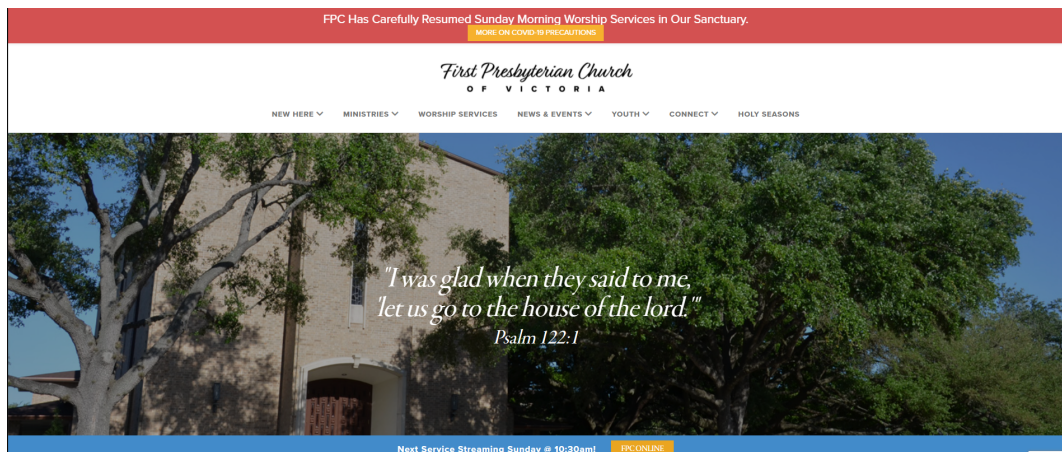 FPC Has Carefully Resumed Sunday Morning Worship Services in Our Sanctuary.
MORE ON COVID-19 PRECAUTIONS
First Presbyterian Church
OF VICTORIA
NEW HERE MINISTRIES WORSHIP SERVICES NEWS & EVENTS YOUTH CONNECT HOLY SEASONS
"I was glad when they said to me,
'let us go to the house of the lord.'"
Psalm 122:1
Next Service Streaming Sunday @ 10:30am! FPC ONLINE